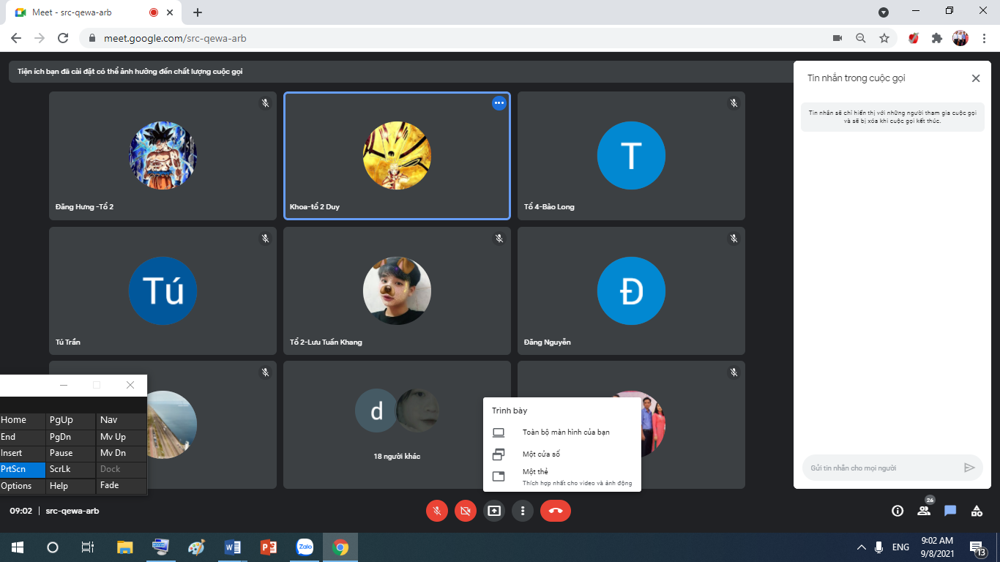 Meet - src-qewa-arb
meet.google.com/src-qewa-arb
Tiện ích bạn đã cài đặt có thể ảnh hưởng đến chất lượng cuộc gọi
Tin nhắn trong cuộc gọi
Tin nhắn sẽ chỉ hiển thị với những người tham gia cuộc gọi
và sẽ bị xóa khi cuộc gọi kết thúc.
Đăng Hưng -Tổ 2
Khoa-tổ 2 Duy
T
Tổ 4-Bảo Long
Tú
Tú Trần
Tổ 2-Lưu Tuấn Khang
Đ
Đăng Nguyễn
d
18 người khác
Trình bày
Toàn bộ màn hình của bạn
Một cửa sổ
Một thẻ
Thích hợp nhất cho video và ảnh động
Home PgUp Nav
End PgDn Mv Up
Insert Pause Mv Dn
PrtScn ScrLk Dock
Options Help Fade
Gửi tin nhắn cho mọi người
09:02 | src-qewa-arb
26
Zalo
ENG
9:02 AM
9/8/2021
13